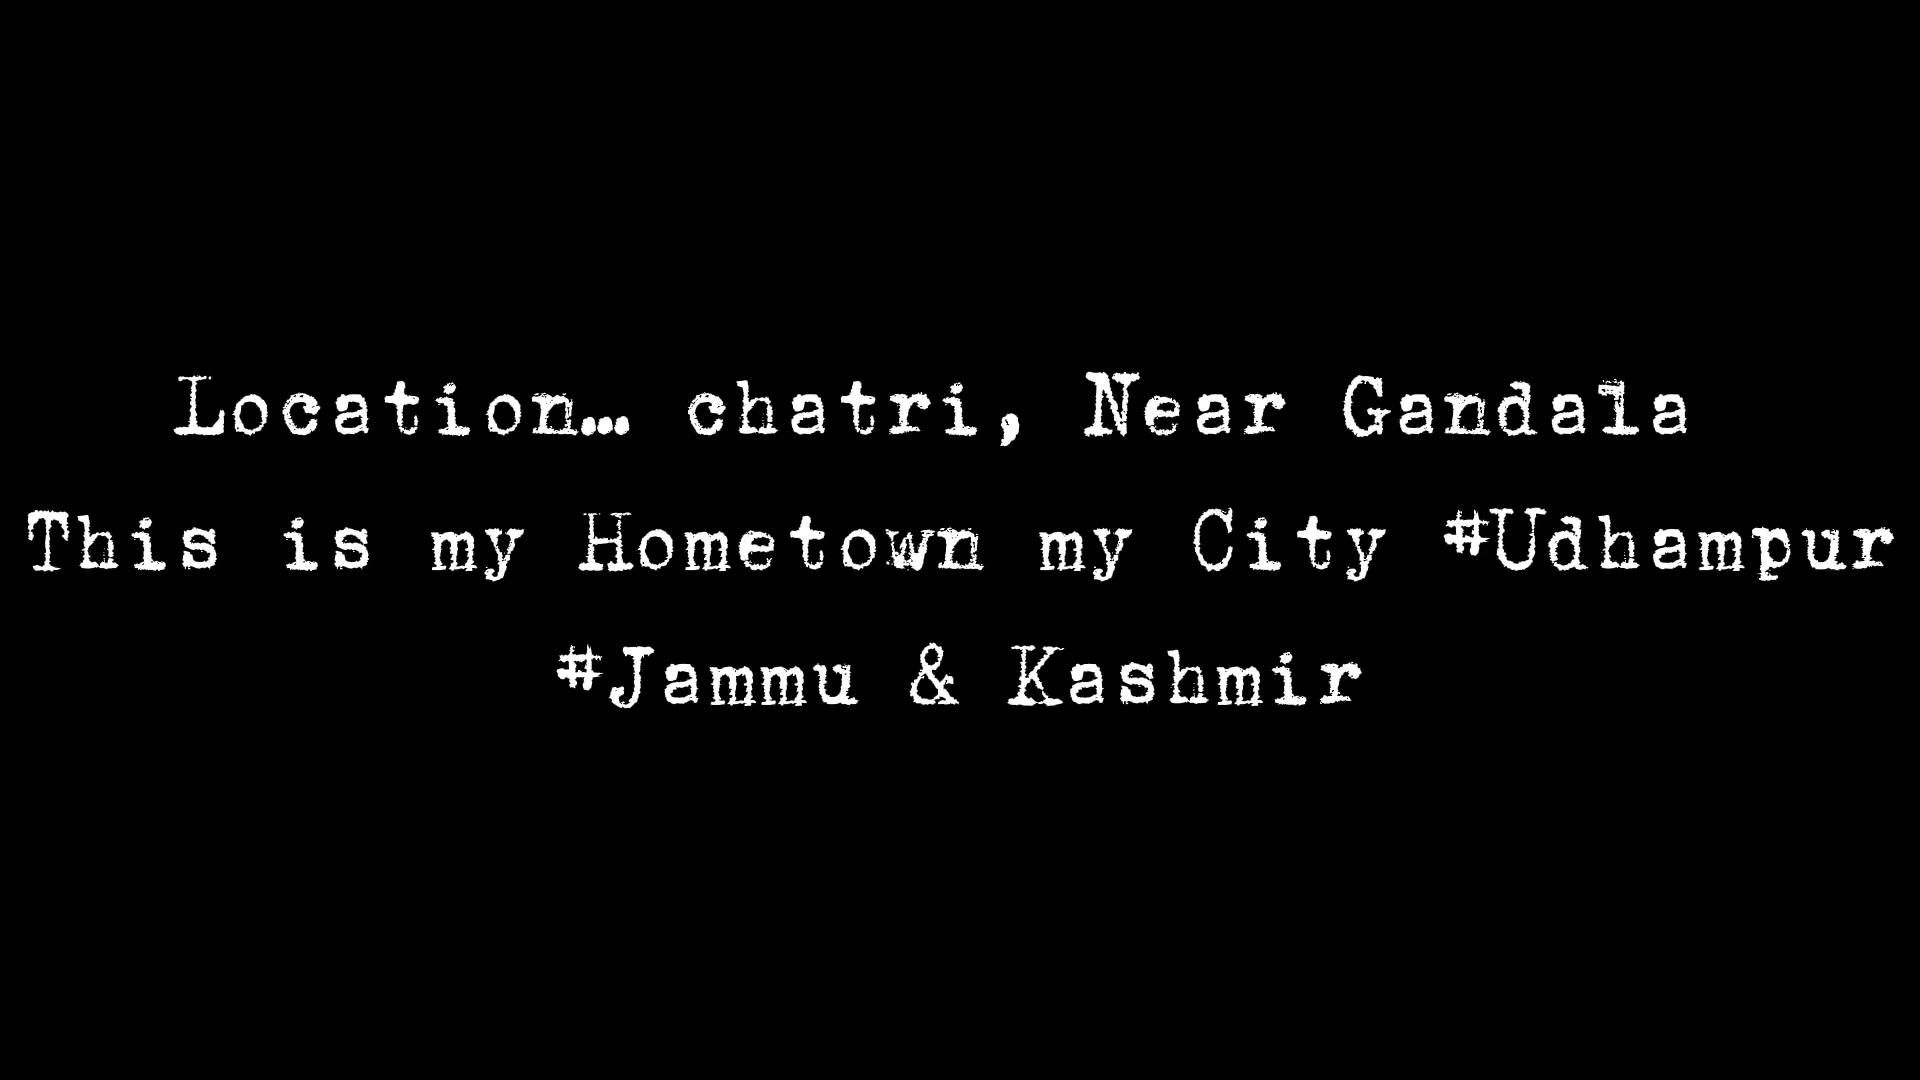 Location… chatri, Near Gandala
This is my Hometown my City #Udhampur
#Jammu & Kashmir